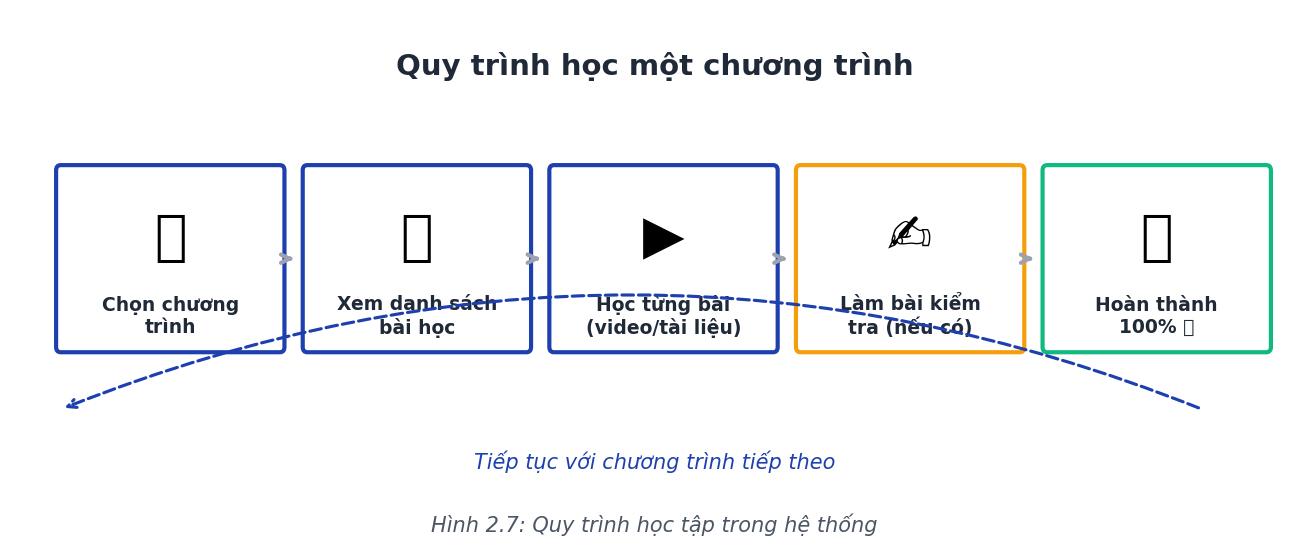 Quy trình học một chương trình
Chọn chương
trình
Xem danh sách
bài học
Học từng bài
(video/tài liệu)
Làm bài kiểm
tra (nếu có)
Hoàn thành
100%
Tiếp tục với chương trình tiếp theo
Hình 2.7: Quy trình học tập trong hệ thống